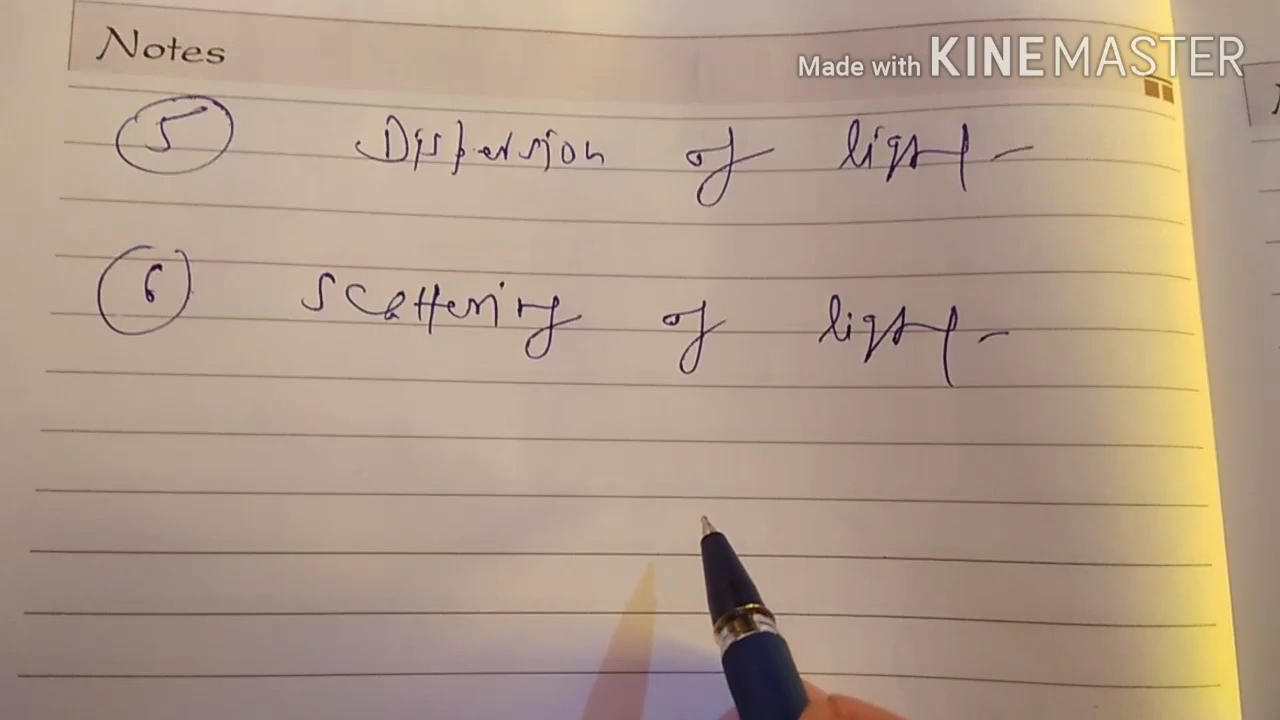 Notes
Made with KINEMASTER
5 Dispersion of light -
6 Scattering of light -